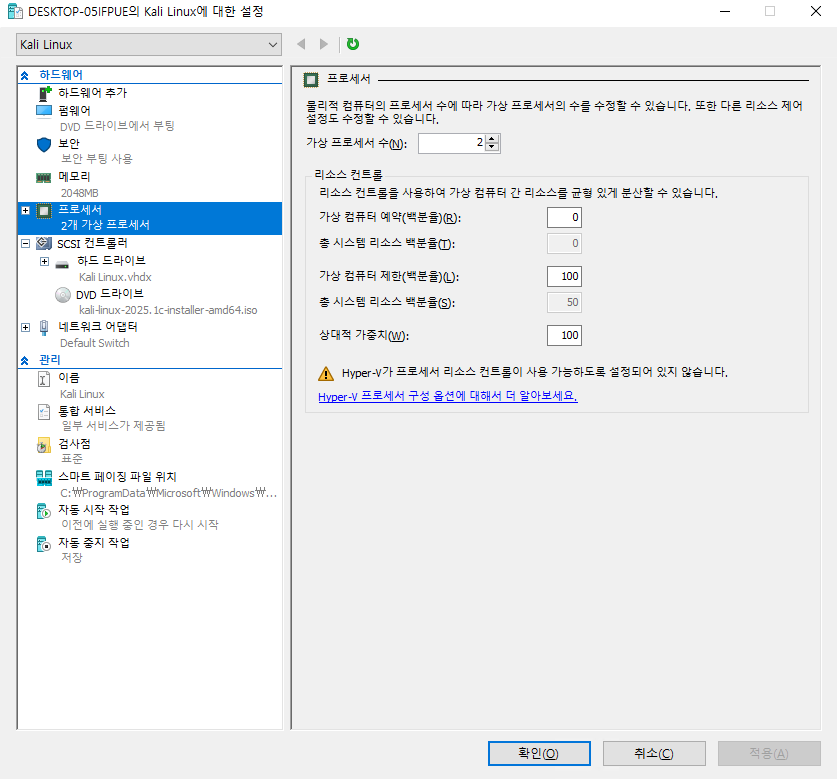 DESKTOP-05IFPUE의 Kali Linux에 대한 설정
Kali Linux
하드웨어
하드웨어 추가
펌웨어
DVD 드라이브에서 부팅
보안
보안 부팅 사용
메모리
2048MB
프로세서
2개 가상 프로세서
SCSI 컨트롤러
하드 드라이브
Kali Linux.vhdx
DVD 드라이브
kali-linux-2025.1c-installer-amd64.iso
네트워크 어댑터
Default Switch
관리
이름
Kali Linux
통합 서비스
일부 서비스가 제공됨
검사점
표준
스마트 페이징 파일 위치
C:₩ProgramData₩Microsoft₩Windows₩...
자동 시작 작업
이전에 실행 중인 경우 다시 시작
자동 중지 작업
저장
프로세서
물리적 컴퓨터의 프로세서 수에 따라 가상 프로세서의 수를 수정할 수 있습니다. 또한 다른 리소스 제어
설정도 수정할 수 있습니다.
가상 프로세서 수(N): 2
리소스 컨트롤
리소스 컨트롤을 사용하여 가상 컴퓨터 간 리소스를 균형 있게 분산할 수 있습니다.
가상 컴퓨터 예약(백분율)(R): 0
총 시스템 리소스 백분율(T): 0
가상 컴퓨터 제한(백분율)(L): 100
총 시스템 리소스 백분율(S): 50
상대적 가중치(W): 100
Hyper-V가 프로세서 리소스 컨트롤이 사용 가능하도록 설정되어 있지 않습니다.
Hyper-V 프로세서 구성 옵션에 대해서 더 알아보세요.
확인(O) 취소(C) 적용(A)